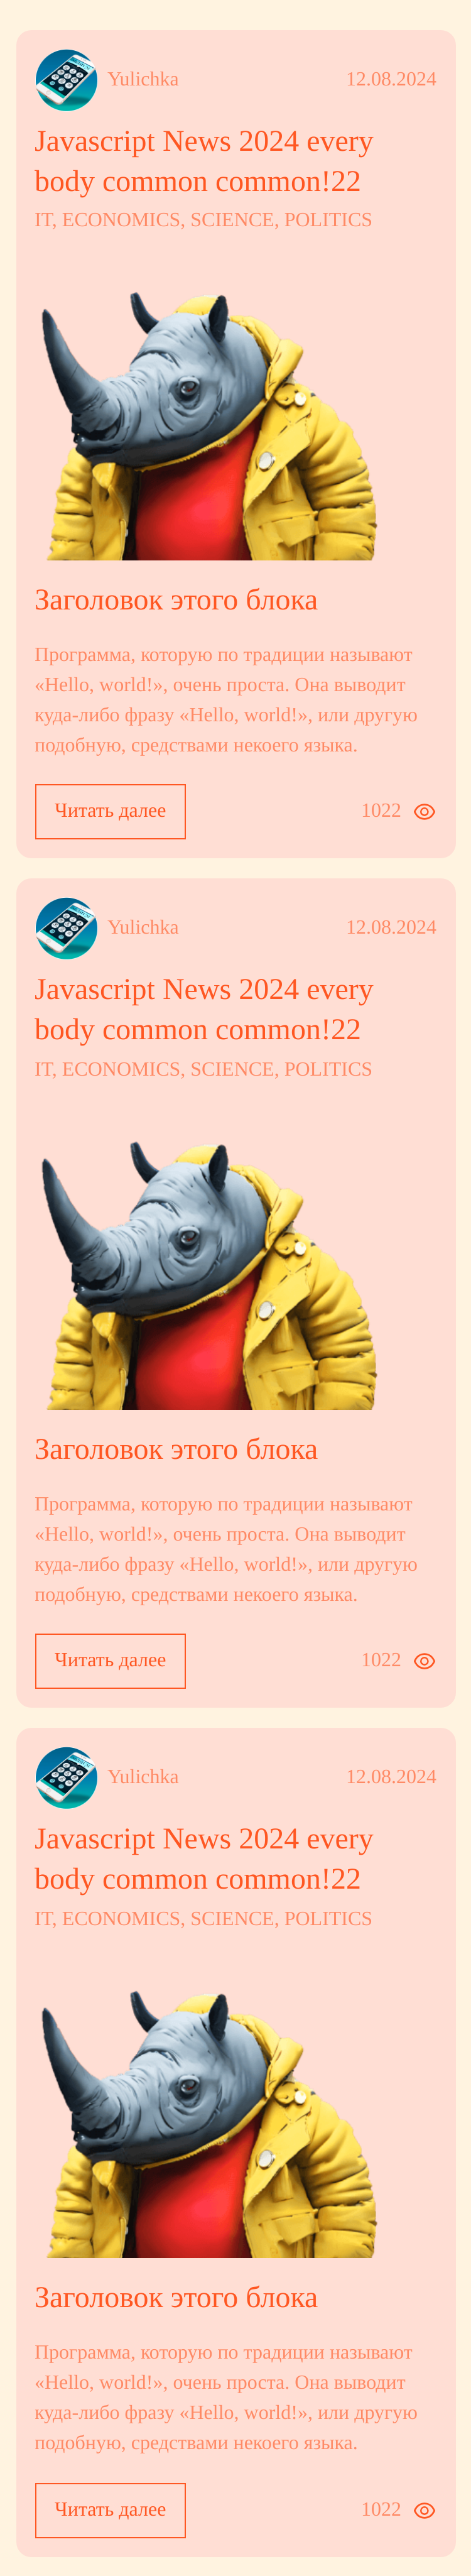 Yulichka 12.08.2024
Javascript News 2024 every
body common common!22
IT, ECONOMICS, SCIENCE, POLITICS
Заголовок этого блока
Программа, которую по традиции называют
«Hello, world!», очень проста. Она выводит
куда-либо фразу «Hello, world!», или другую
подобную, средствами некоего языка.
Читать далее 1022
Yulichka 12.08.2024
Javascript News 2024 every
body common common!22
IT, ECONOMICS, SCIENCE, POLITICS
Заголовок этого блока
Программа, которую по традиции называют
«Hello, world!», очень проста. Она выводит
куда-либо фразу «Hello, world!», или другую
подобную, средствами некоего языка.
Читать далее 1022
Yulichka 12.08.2024
Javascript News 2024 every
body common common!22
IT, ECONOMICS, SCIENCE, POLITICS
Заголовок этого блока
Программа, которую по традиции называют
«Hello, world!», очень проста. Она выводит
куда-либо фразу «Hello, world!», или другую
подобную, средствами некоего языка.
Читать далее 1022